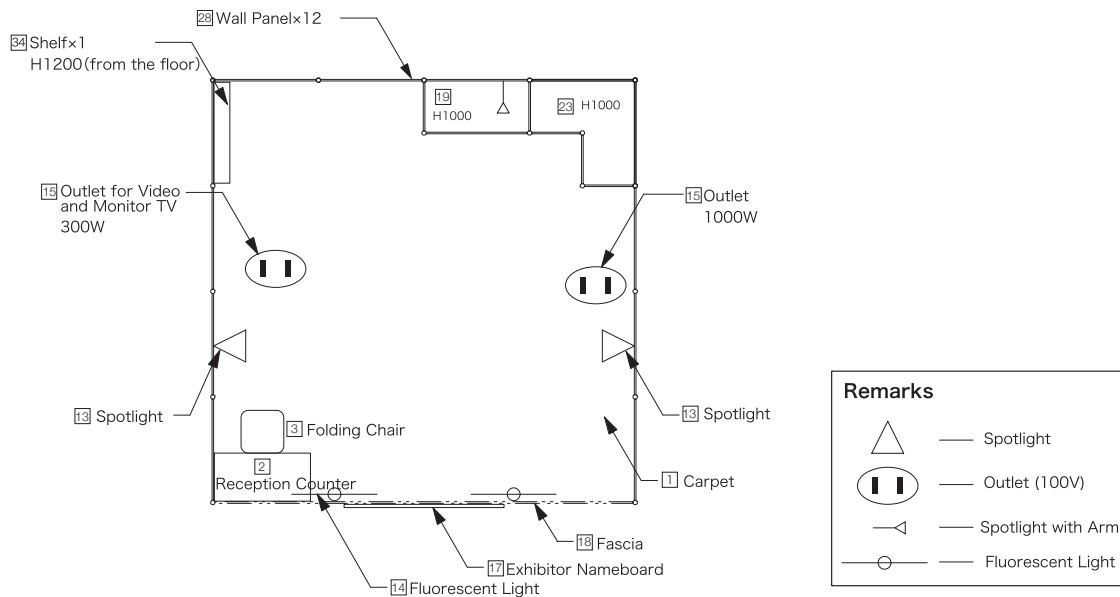 28 Wall Panel×12
34 Shelf×1
H1200(from the floor)
19
H1000
23 H1000
15 Outlet for Video
and Monitor TV
300W
15 Outlet
1000W
13 Spotlight
13 Spotlight
3 Folding Chair
2
Reception Counter
1 Carpet
18 Fascia
17 Exhibitor Nameboard
14 Fluorescent Light
Remarks
Spotlight
Outlet (100V)
Spotlight with Arm
Fluorescent Light